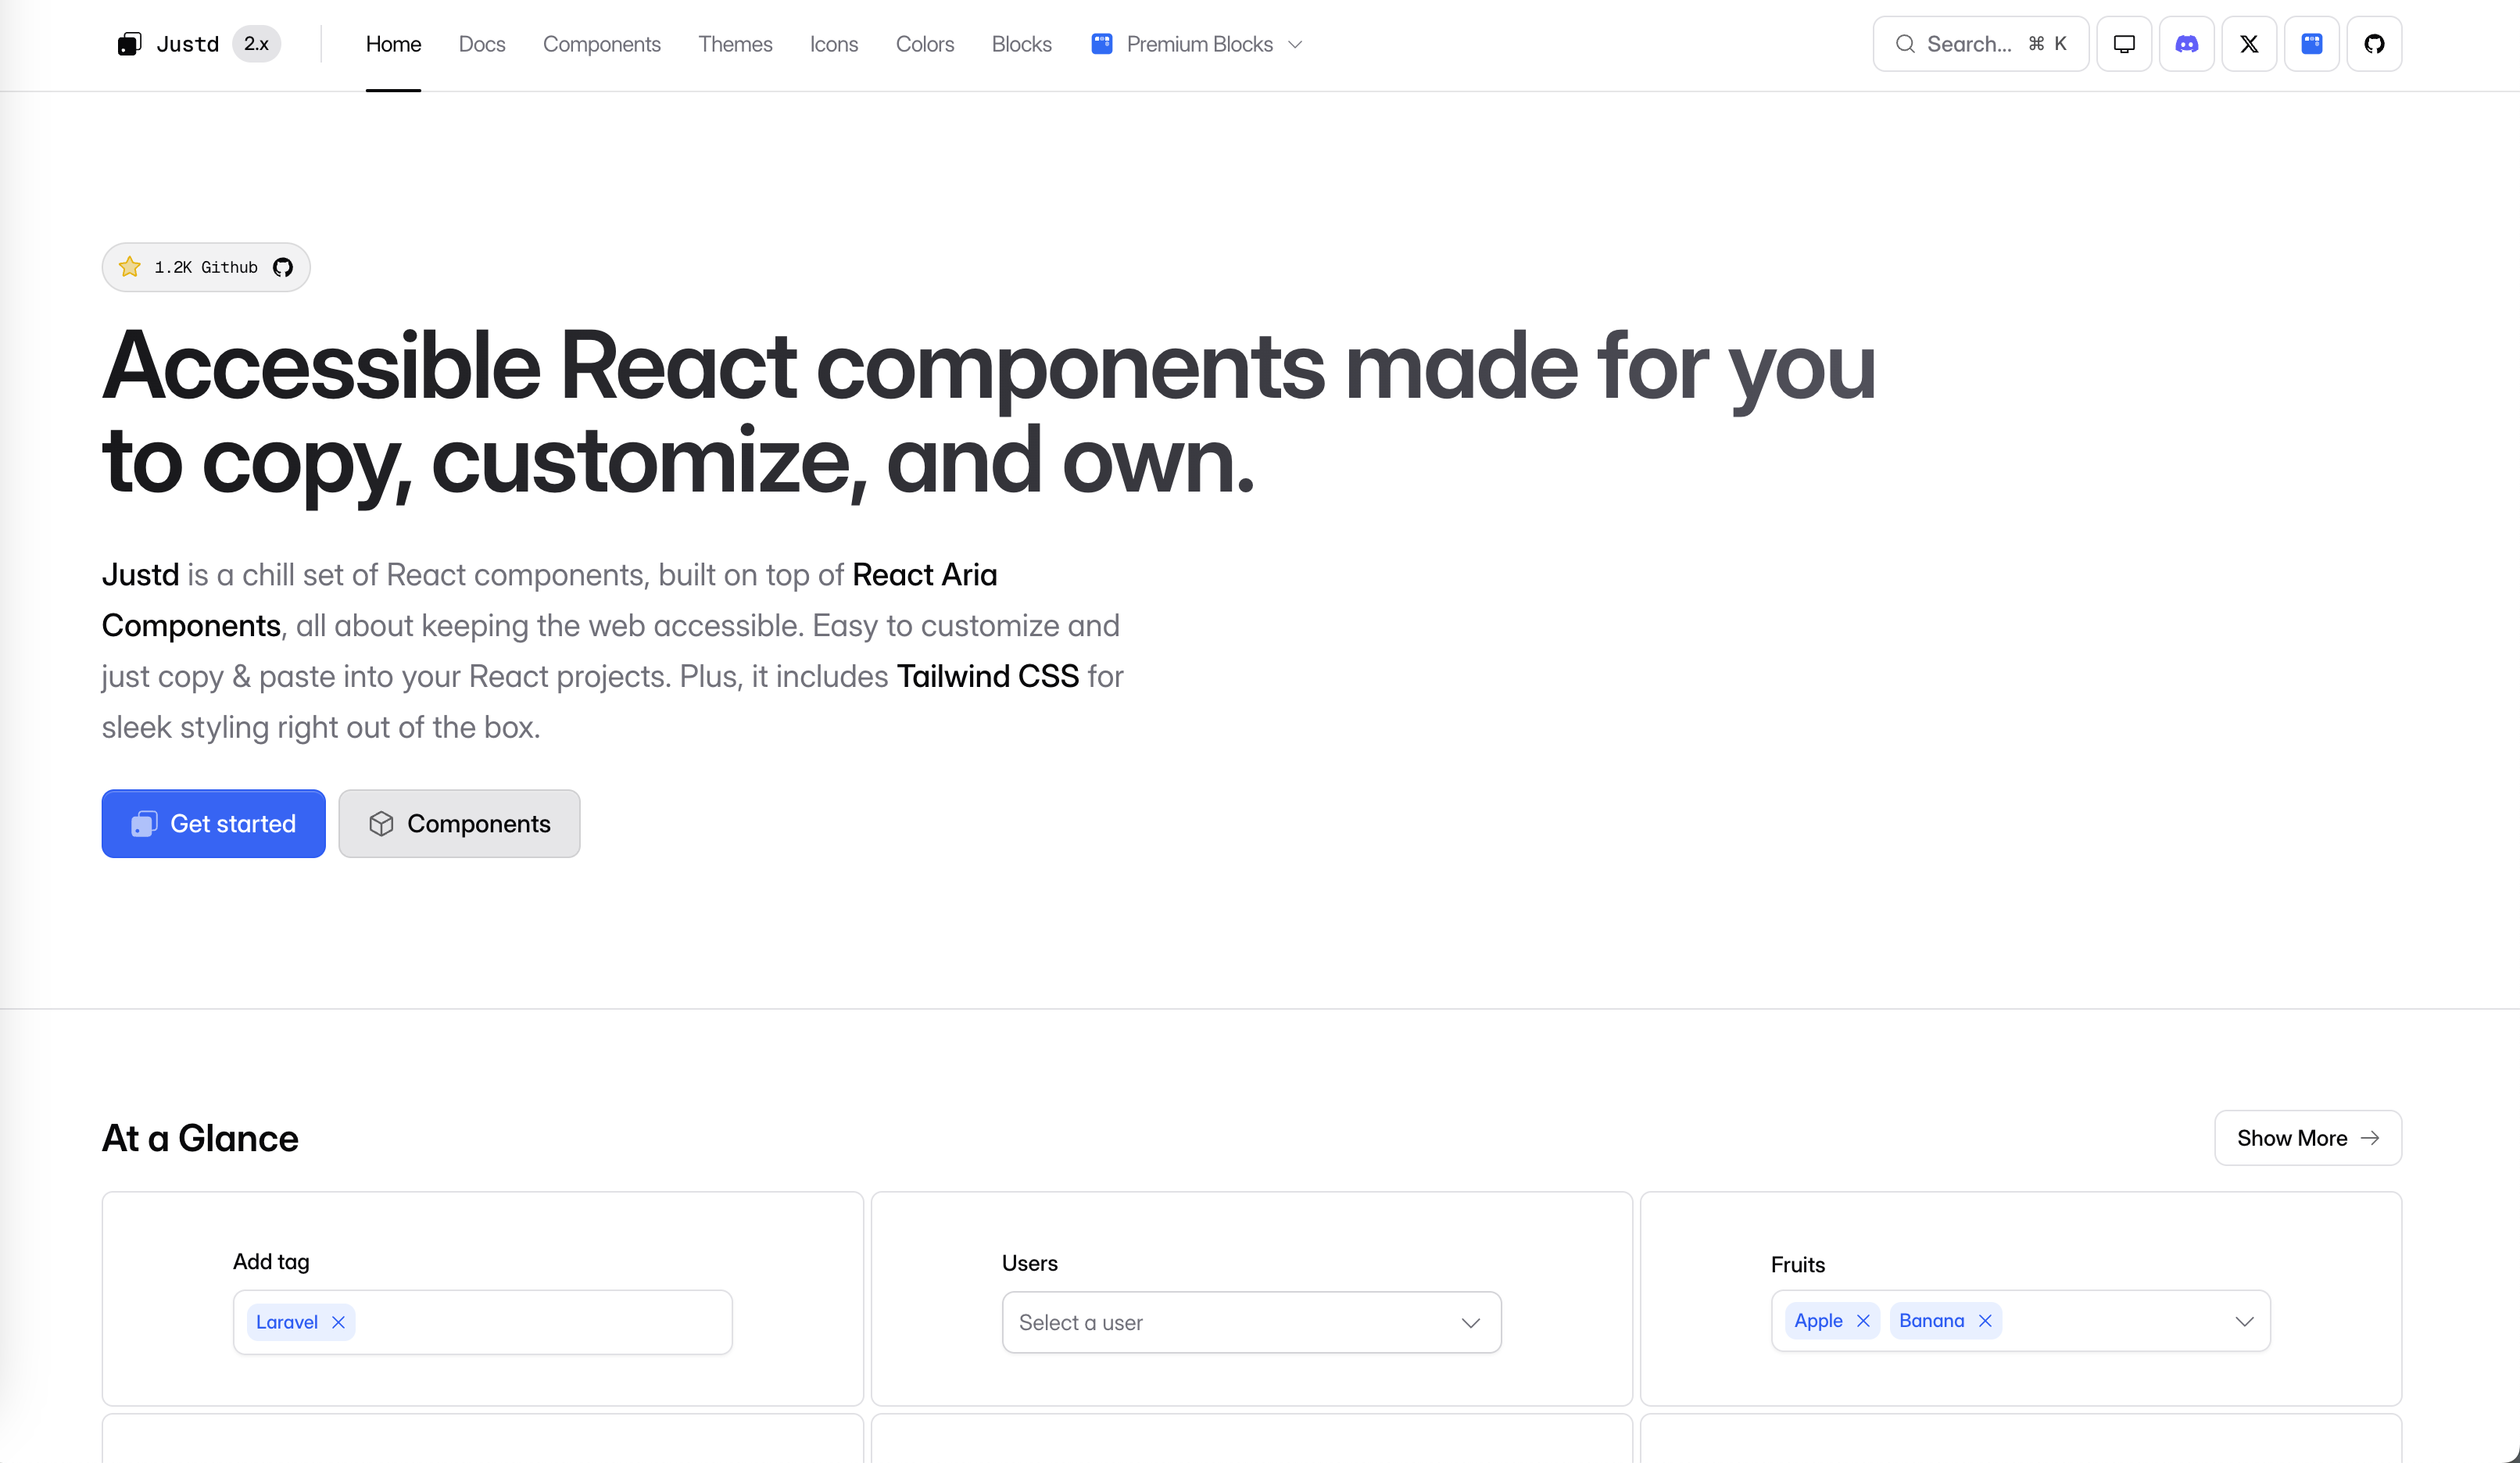 Justd 2.x Home Docs Components Themes Icons Colors Blocks Premium Blocks Search... ⌘ K
1.2K Github
Accessible React components made for you
to copy, customize, and own.
Justd is a chill set of React components, built on top of React Aria
Components, all about keeping the web accessible. Easy to customize and
just copy & paste into your React projects. Plus, it includes Tailwind CSS for
sleek styling right out of the box.
Get started Components
At a Glance Show More
Add tag
Laravel
Users
Select a user
Fruits
Apple Banana